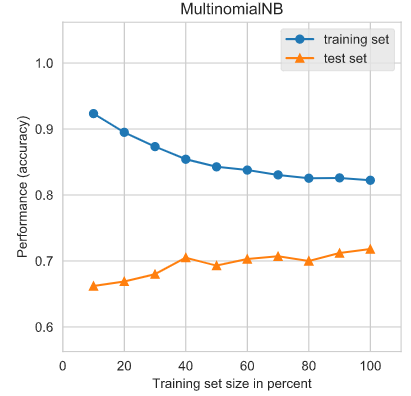 MultinomialNB
training set
test set
Performance (accuracy)
1.0
0.9
0.8
0.7
0.6
0 20 40 60 80 100
Training set size in percent